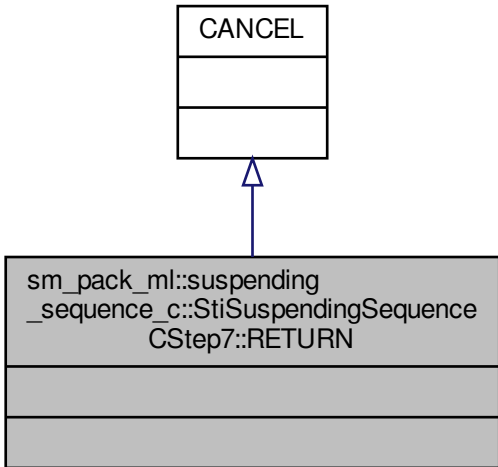 CANCEL
sm_pack_ml::suspending
_sequence_c::StiSuspendingSequence
CStep7::RETURN